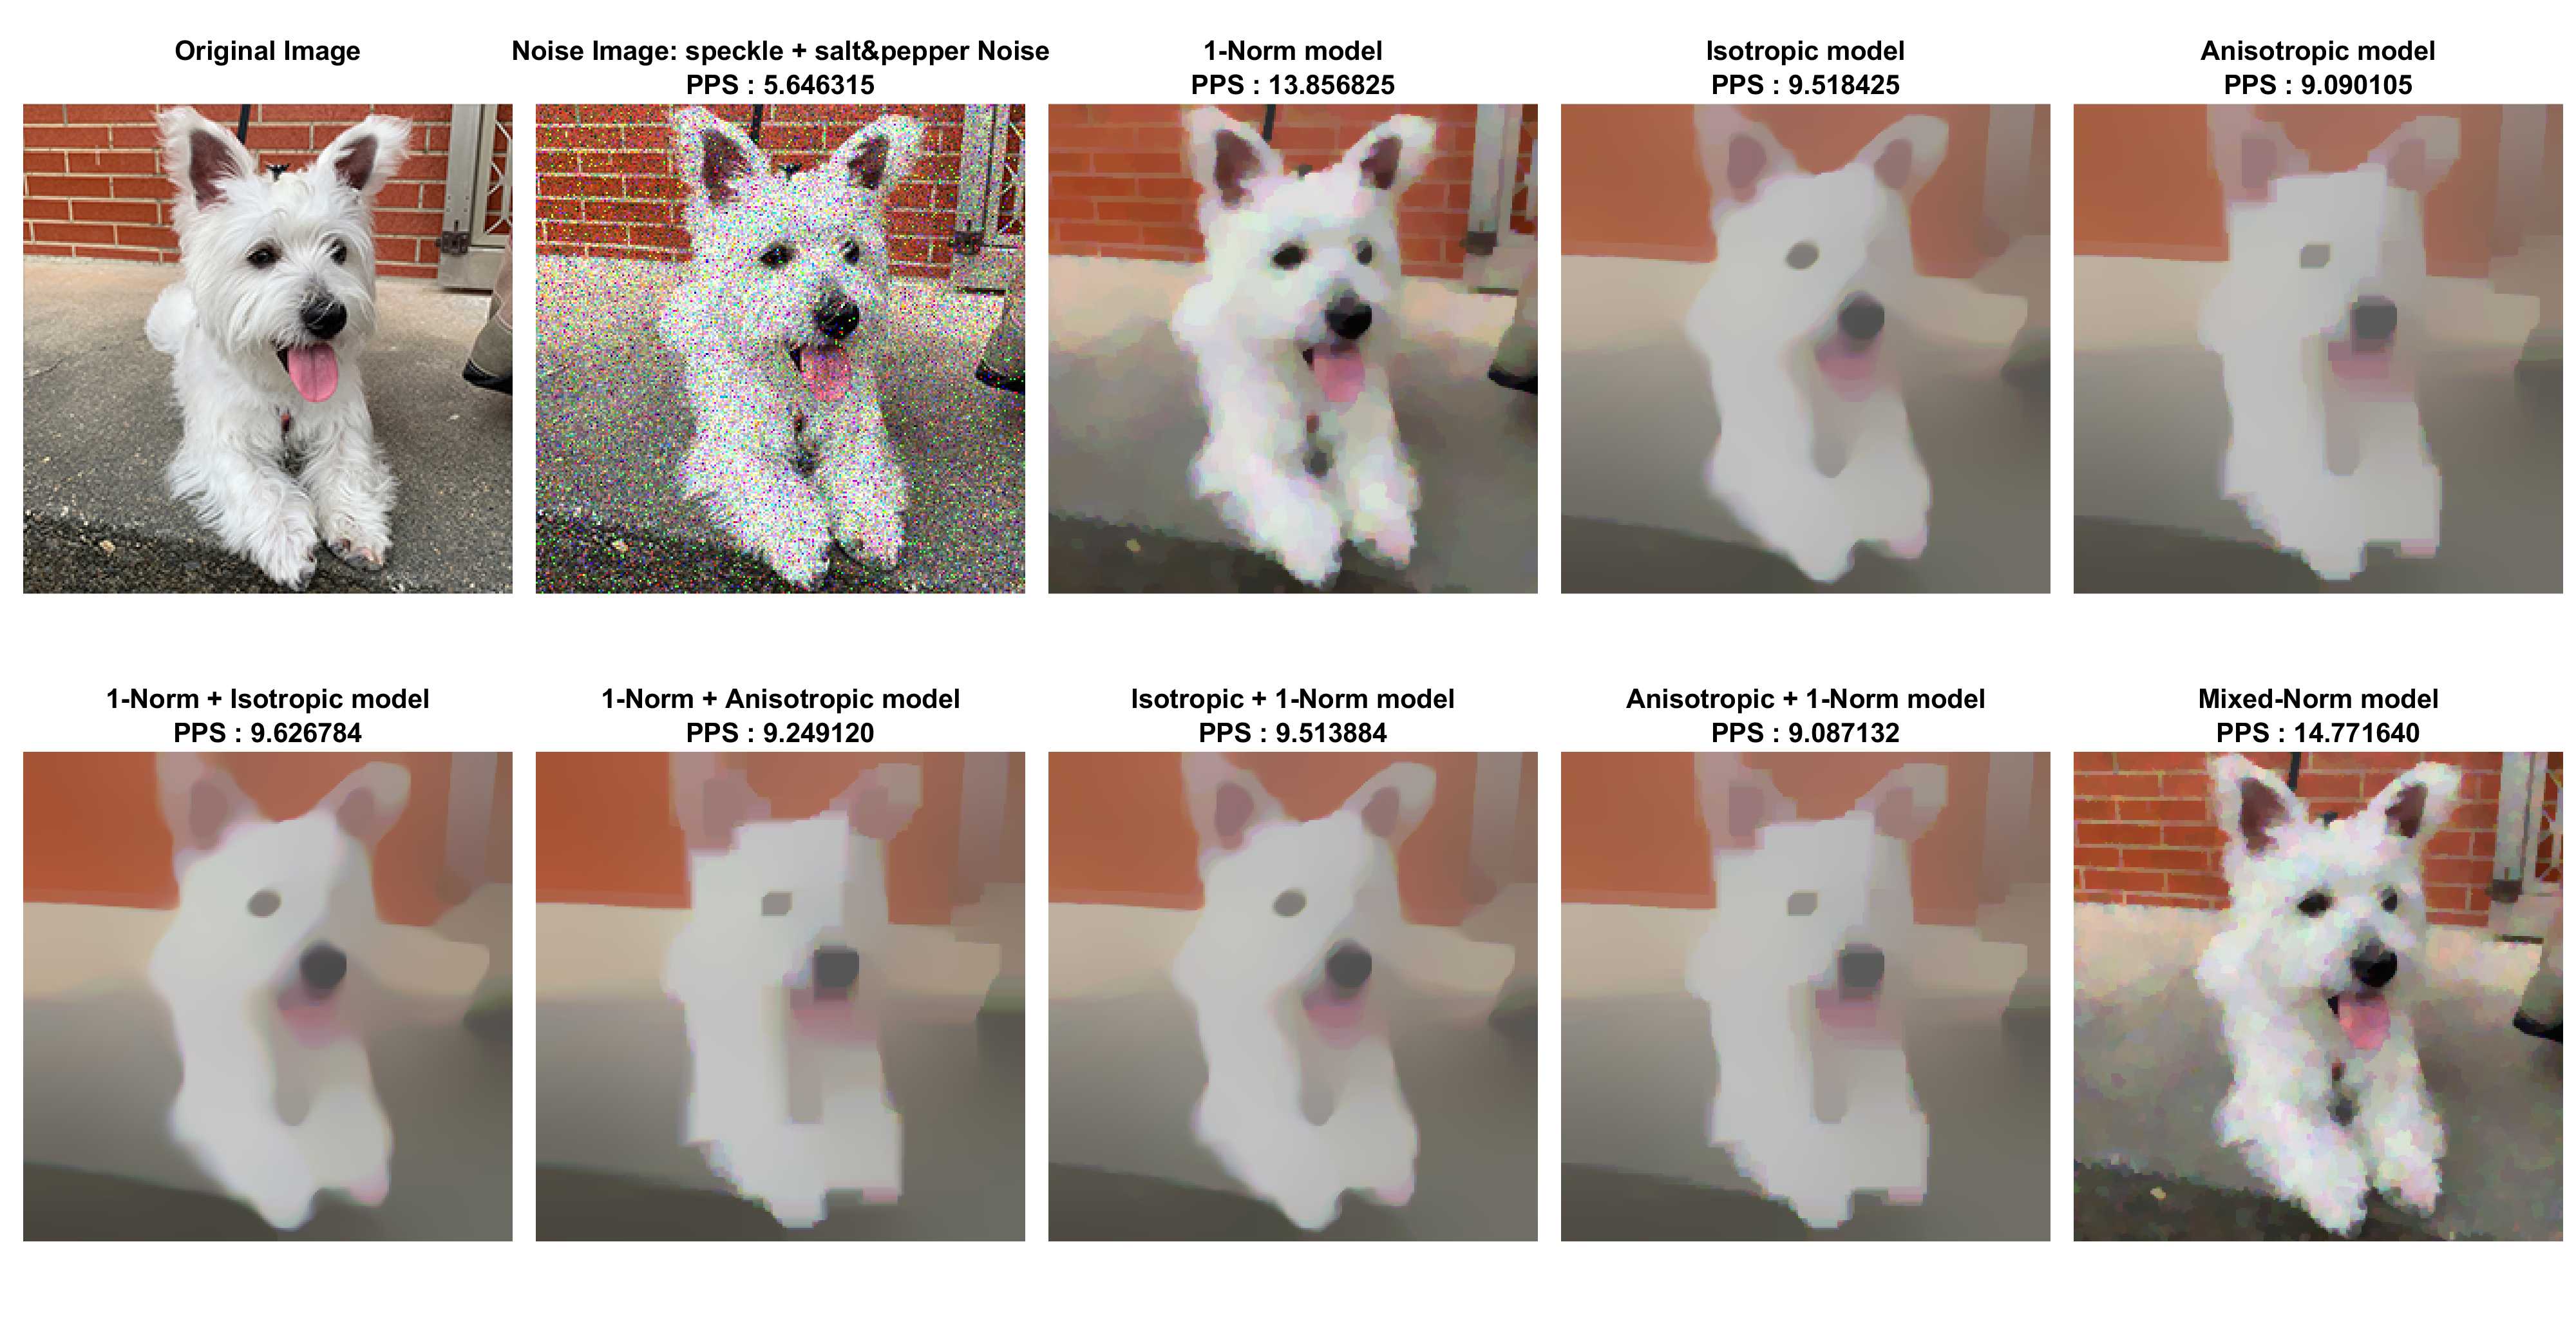 Original Image
Noise Image: speckle + salt&pepper Noise
PPS : 5.646315
1-Norm model
PPS : 13.856825
Isotropic model
PPS : 9.518425
Anisotropic model
PPS : 9.090105
1-Norm + Isotropic model
PPS : 9.626784
1-Norm + Anisotropic model
PPS : 9.249120
Isotropic + 1-Norm model
PPS : 9.513884
Anisotropic + 1-Norm model
PPS : 9.087132
Mixed-Norm model
PPS : 14.771640